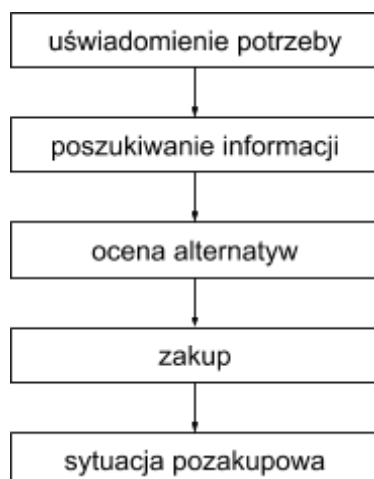 uświadomienie potrzeby
poszukiwanie informacji
ocena alternatyw
zakup
sytuacja pozakupowa